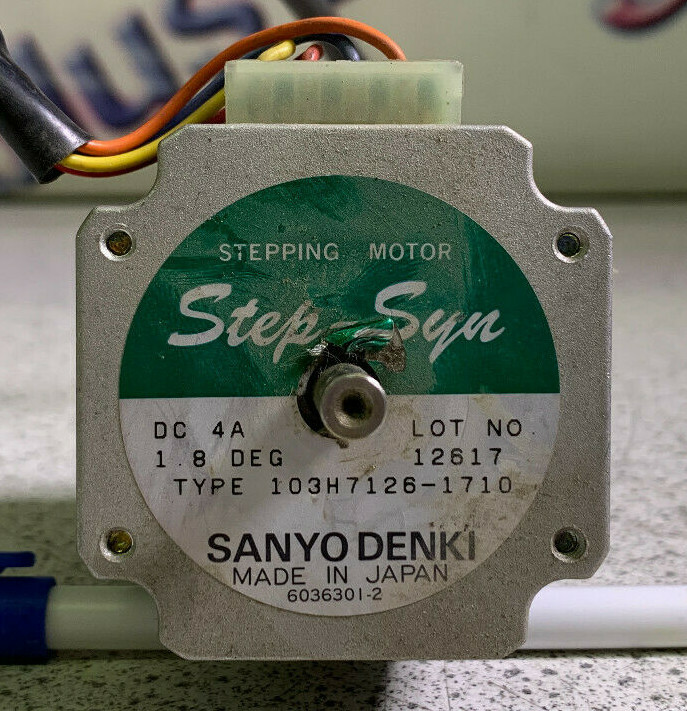 STEPPING MOTOR
Step Syn
DC 4A
LOT NO.
1.8 DEG
12617
TYPE 103H7126-1710
SANYO DENKI
MADE IN JAPAN
6036301-2